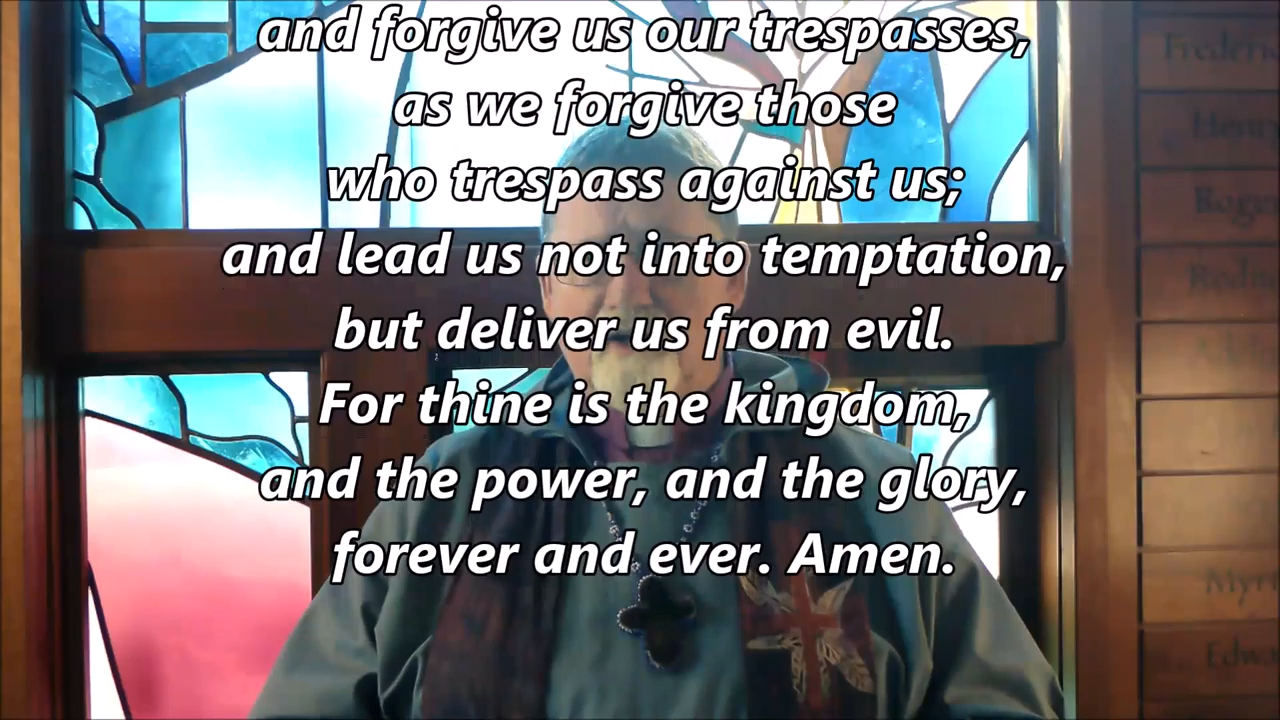 and forgive us our trespasses,
as we forgive those
who trespass against us;
and lead us not into temptation,
but deliver us from evil.
For thine is the kingdom,
and the power, and the glory,
forever and ever. Amen.
Henry